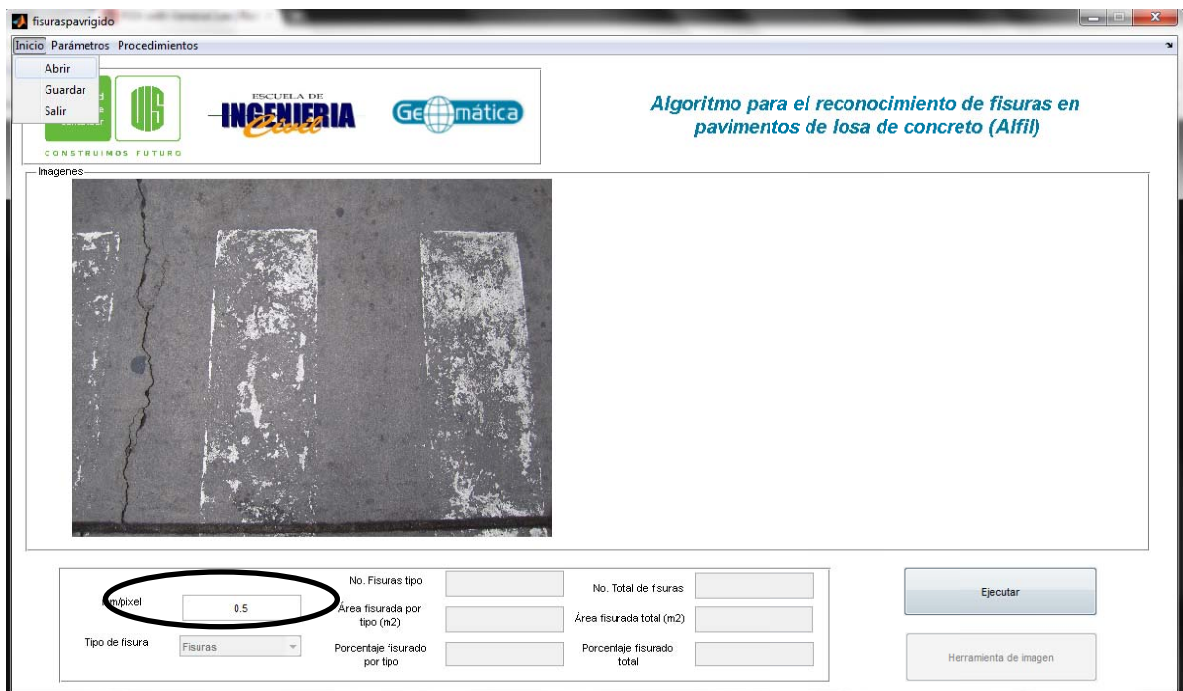 fisuraspavrigido
Inicio Parámetros Procedimientos
Abrir
Guardar
Salir
CONSTRUIMOS FUTURO
UIS
ESCUELA DE
INGENIERIA
Civil
Geomática
Algoritmo para el reconocimiento de fisuras en
pavimentos de losa de concreto (Alfil)
Imagenes
mm/pixel
0.5
Tipo de fisura
Fisuras
No. Fisuras tipo
Área fisurada por
tipo (m2)
Porcentaje fisurado
por tipo
No. Total de fisuras
Área fisurada total (m2)
Porcentaje fisurado
total
Ejecutar
Herramienta de imagen